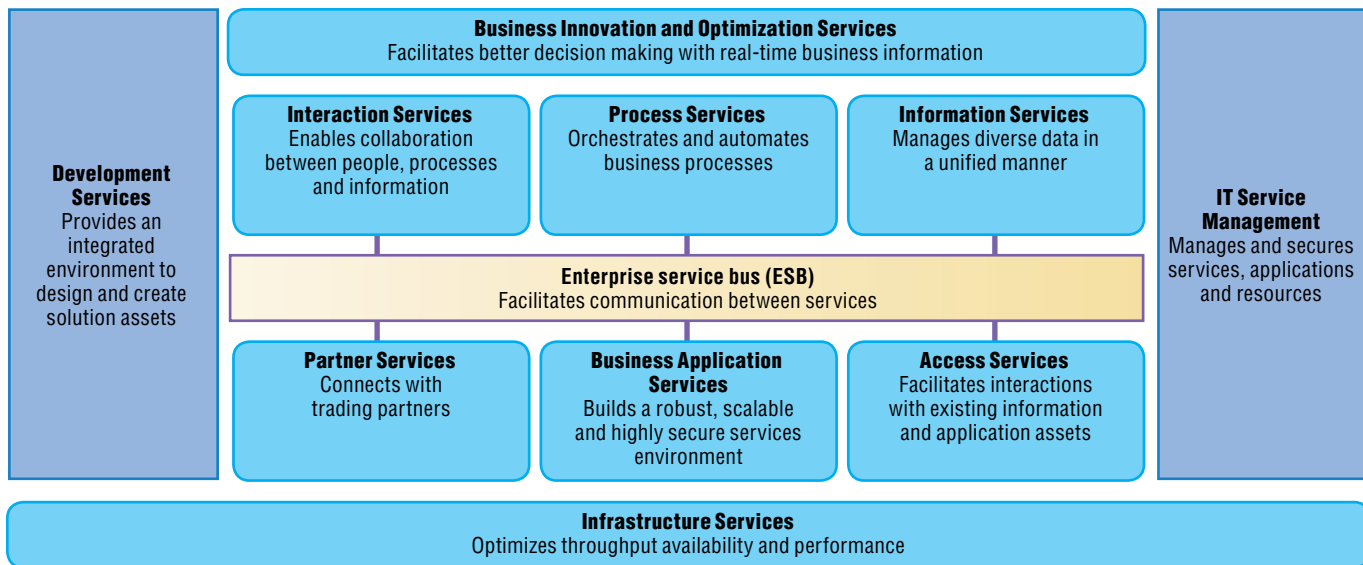 Business Innovation and Optimization Services
Facilitates better decision making with real-time business information
Development
Services
Provides an
integrated
environment to
design and create
solution assets
Interaction Services
Enables collaboration
between people, processes
and information
Process Services
Orchestrates and automates
business processes
Information Services
Manages diverse data in
a unified manner
IT Service
Management
Manages and secures
services, applications
and resources
Enterprise service bus (ESB)
Facilitates communication between services
Partner Services
Connects with
trading partners
Business Application
Services
Builds a robust, scalable
and highly secure services
environment
Access Services
Facilitates interactions
with existing information
and application assets
Infrastructure Services
Optimizes throughput availability and performance